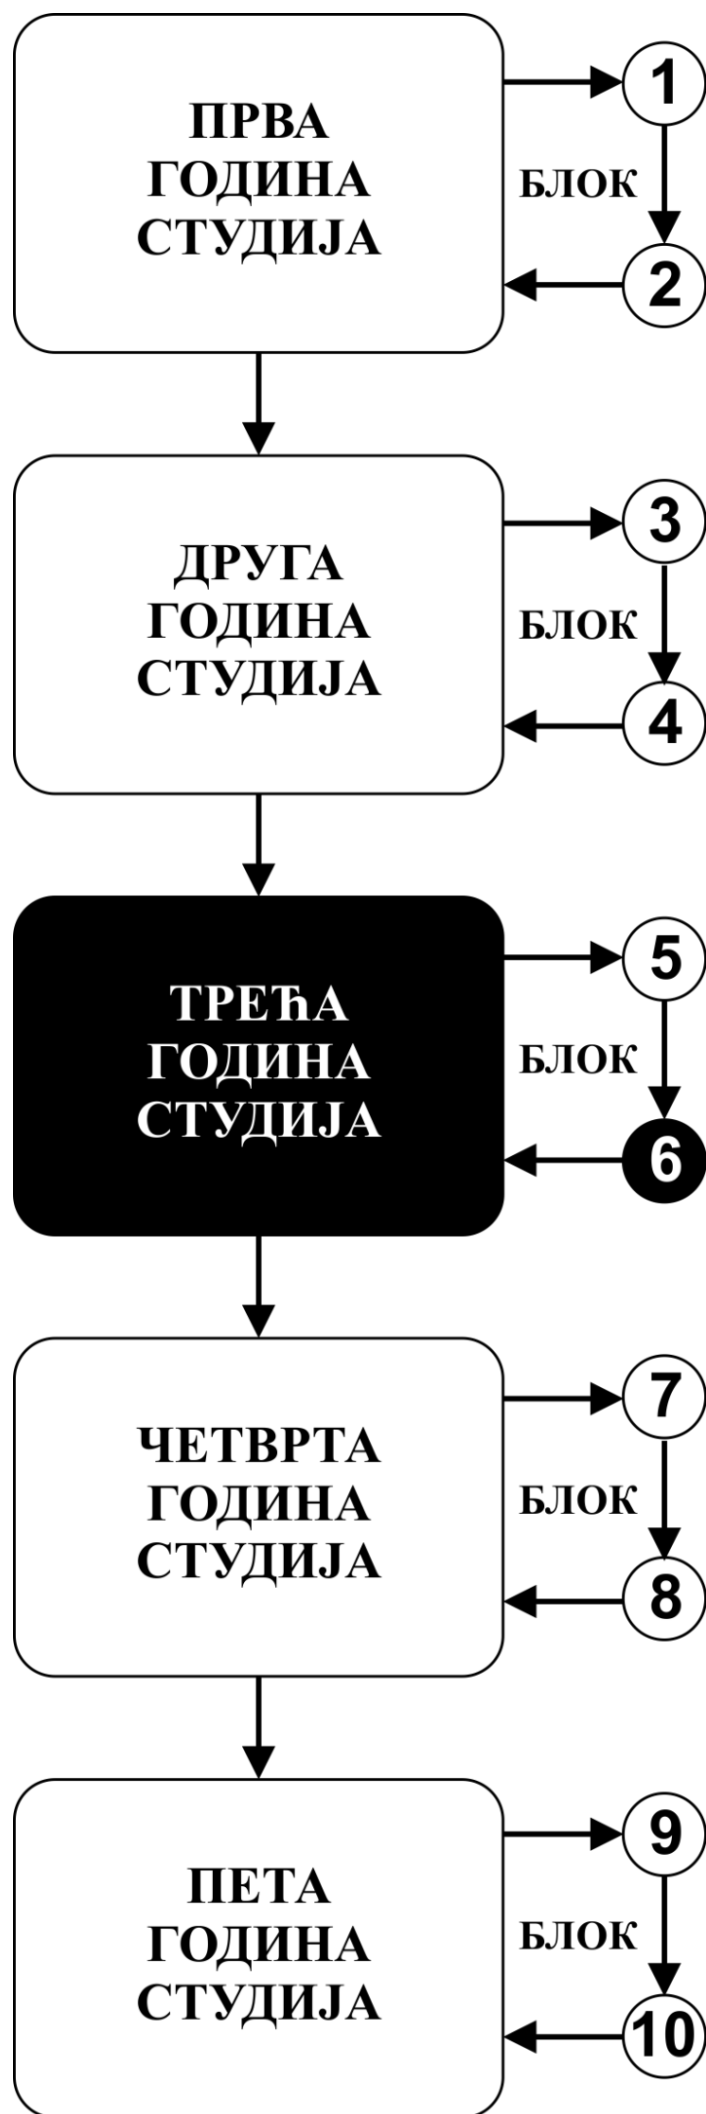 ПРВА
ГОДИНА
СТУДИЈА
1
БЛОК
2
ДРУГА
ГОДИНА
СТУДИЈА
3
БЛОК
4
ТРЕЋА
ГОДИНА
СТУДИЈА
5
БЛОК
6
ЧЕТВРТА
ГОДИНА
СТУДИЈА
7
БЛОК
8
ПЕТА
ГОДИНА
СТУДИЈА
9
БЛОК
10